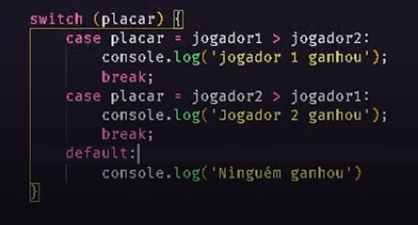 switch (placar) {
case placar = jogador1 > jogador2:
console.log('jogador 1 ganhou');
break;
case placar = jogador2 > jogador1:
console.log('Jogador 2 ganhou');
break;
default:
console.log('Ninguém ganhou')
}